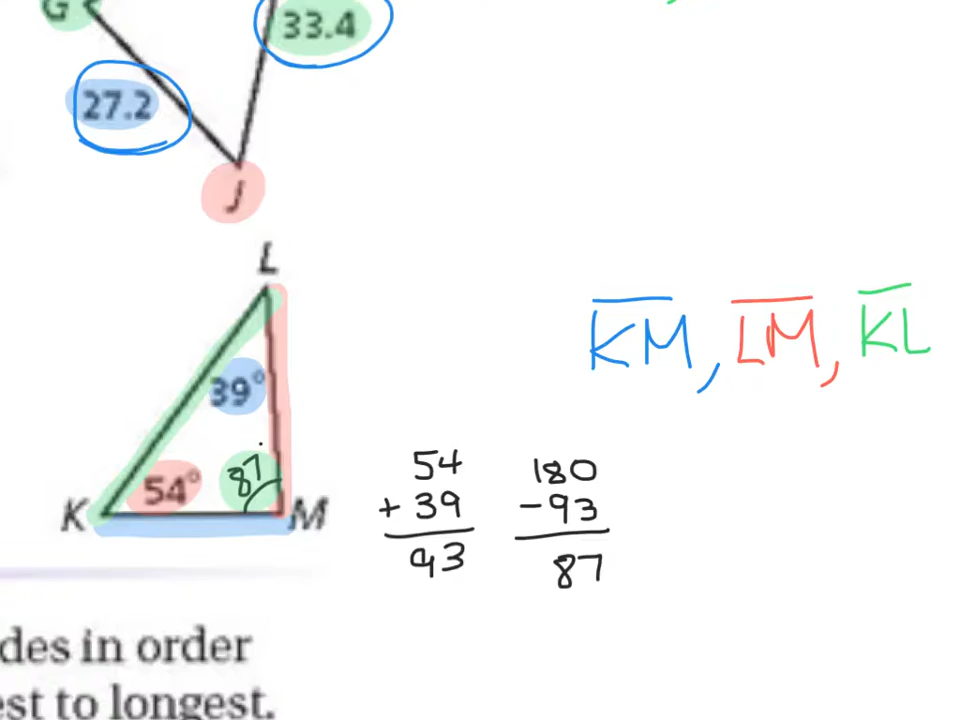 G
33.4
27.2
J
L
KM, LM, KL
39°
54
180
87
+ 39
- 93
54°
K
M
93
87
des in order
est to longest.